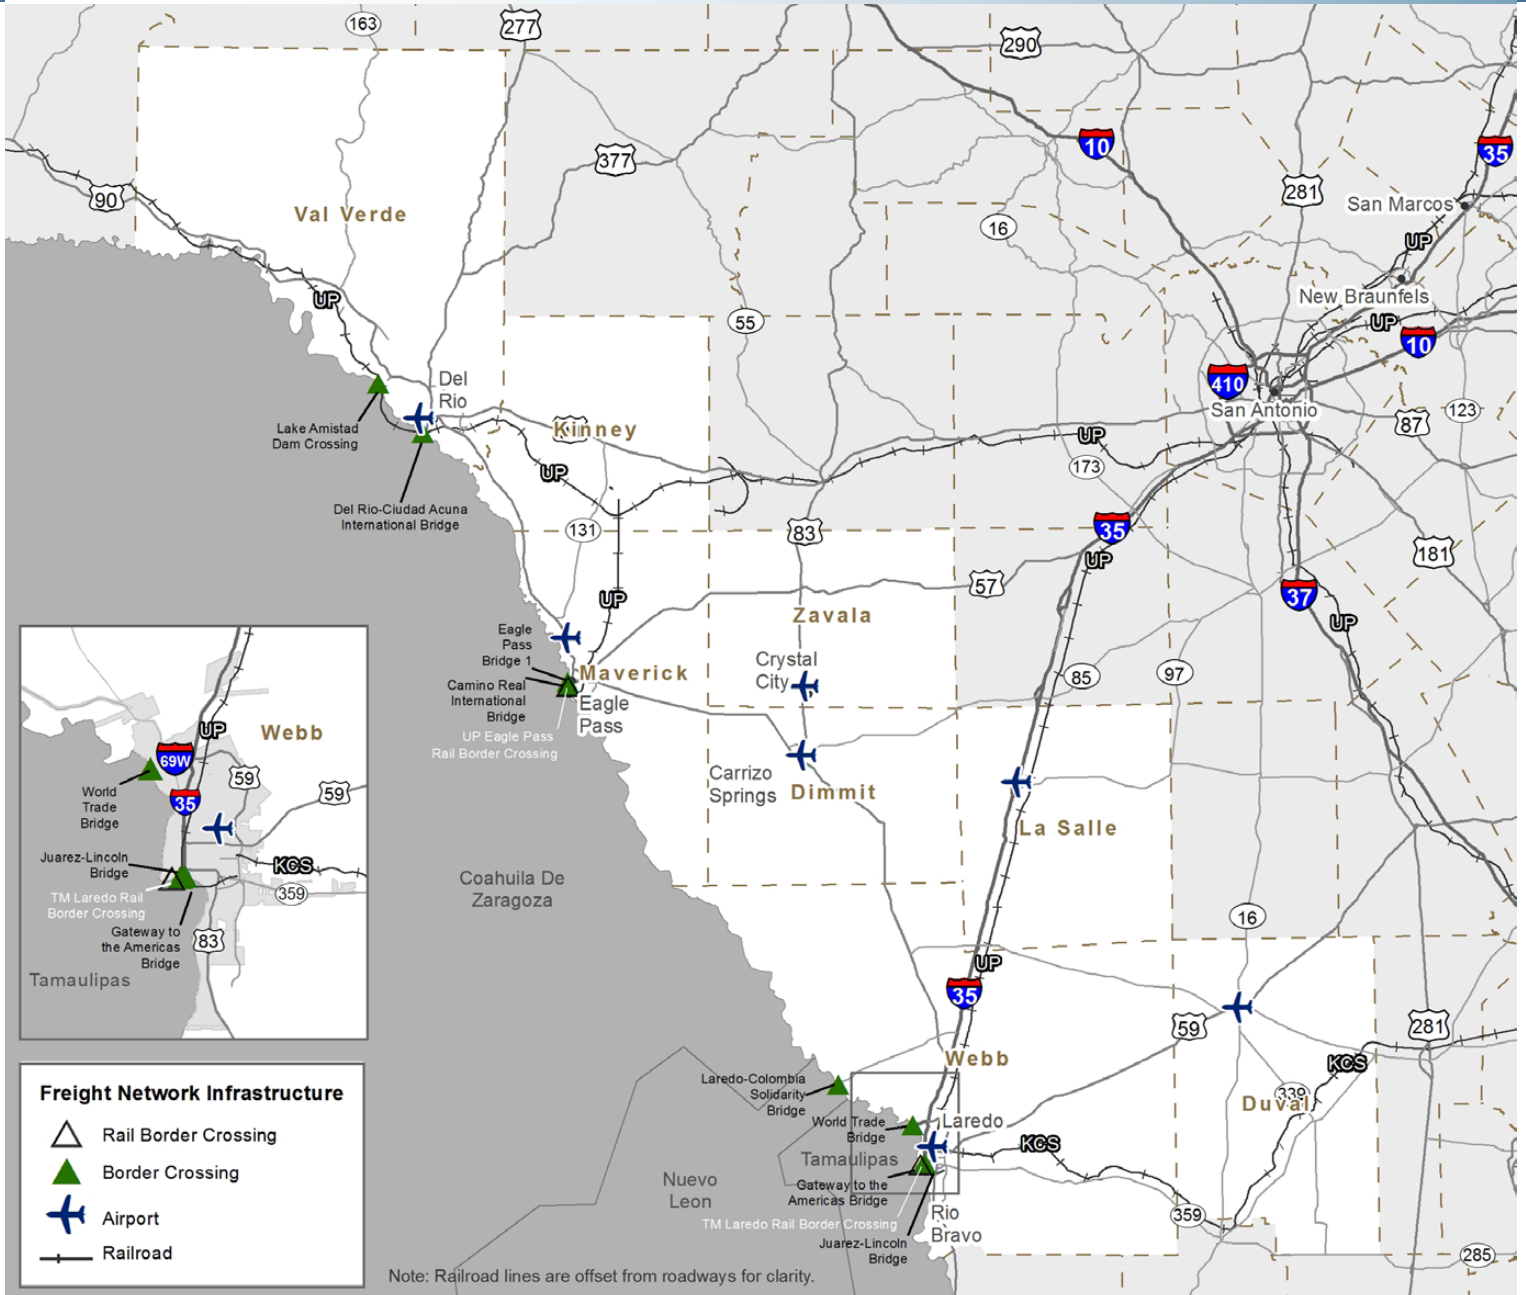 163
277
290
10
35
377
90
281
San Marcos
Val Verde
16
UP
New Braunfels
UP
55
UP
10
410
Del
Rio
San Antonio
123
87
Lake Amistad
Dam Crossing
Kinney
UP
173
UP
Del Rio-Ciudad Acuna
International Bridge
131
83
35
UP
181
57
37
UP
Zavala
UP
Eagle
Pass
Bridge 1
Crystal
City
Maverick
85
97
Camino Real
International
Bridge
Eagle
Pass
UP Eagle Pass
Rail Border Crossing
Carrizo
Springs
Dimmit
La Salle
Coahuila De
Zaragoza
16
UP
35
59
281
Webb
KCS
Laredo-Colombia
Solidarity
Bridge
339
Duval
World Trade
Bridge
Laredo
KCS
Tamaulipas
Gateway to the
Americas Bridge
Nuevo
Leon
TM Laredo Rail Border Crossing
Rio
Bravo
359
Juarez-Lincoln
Bridge
285
Note: Railroad lines are offset from roadways for clarity.
UP
Webb
69W
59
59
World
Trade
Bridge
35
Juarez-Lincoln
Bridge
KCS
TM Laredo Rail
Border Crossing
359
Gateway to
the Americas
Bridge
83
Tamaulipas
Freight Network Infrastructure
Rail Border Crossing
Border Crossing
Airport
Railroad